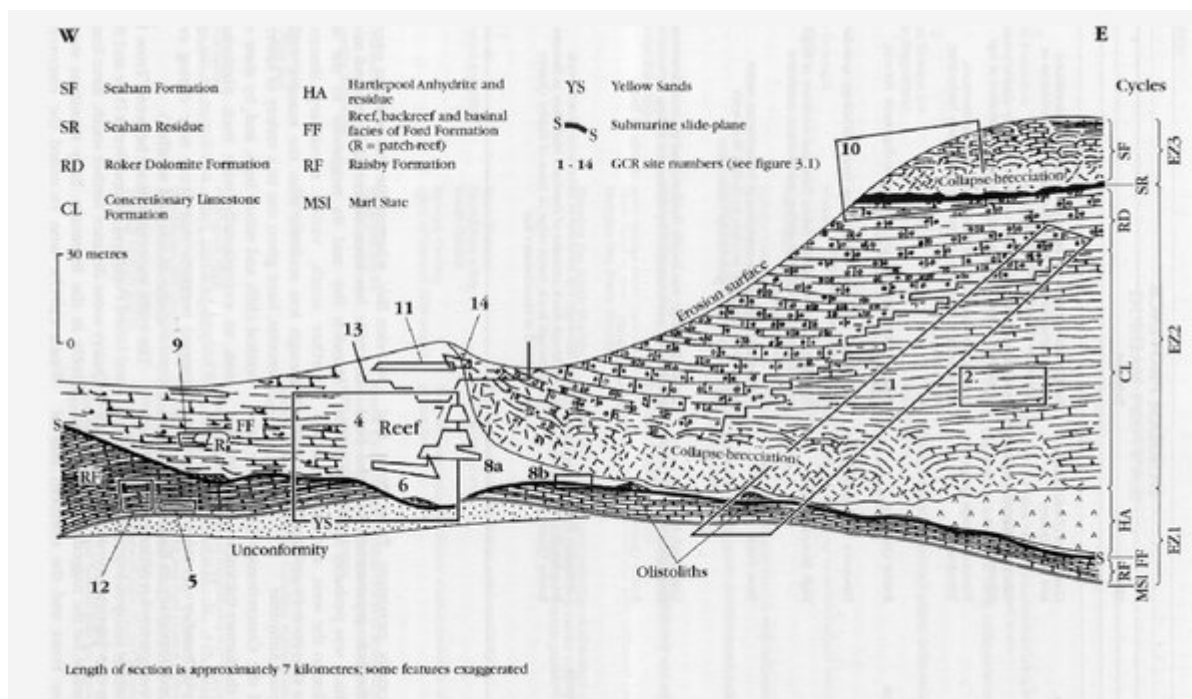 W
E
SF Seaham Formation
SR Seaham Residue
RD Roker Dolomite Formation
CL Concretionary Limestone
Formation
HA Hartlepool Anhydrite and
residue
FF Reef, backreef and basinal
facies of Ford Formation
(R = patch-reef)
RF Raisby Formation
MSl Marl Slate
YS Yellow Sands
S S Submarine slide-plane
1 - 14 GCR site numbers (see figure 3.1)
Cycles
30 metres
0
10
Collapse-brecciation
SF
SR
EZ3
RD
Erosion surface
11
14
13
9
EZ2
CL
1
2.
4
7
FF
Reef
R
S
RF
Collapse-brecciation
8a
8b
6
YS
HA
EZ1
Unconformity
S
FF
RF
MSl
Olistoliths
12
5
Length of section is approximately 7 kilometres; some features exaggerated